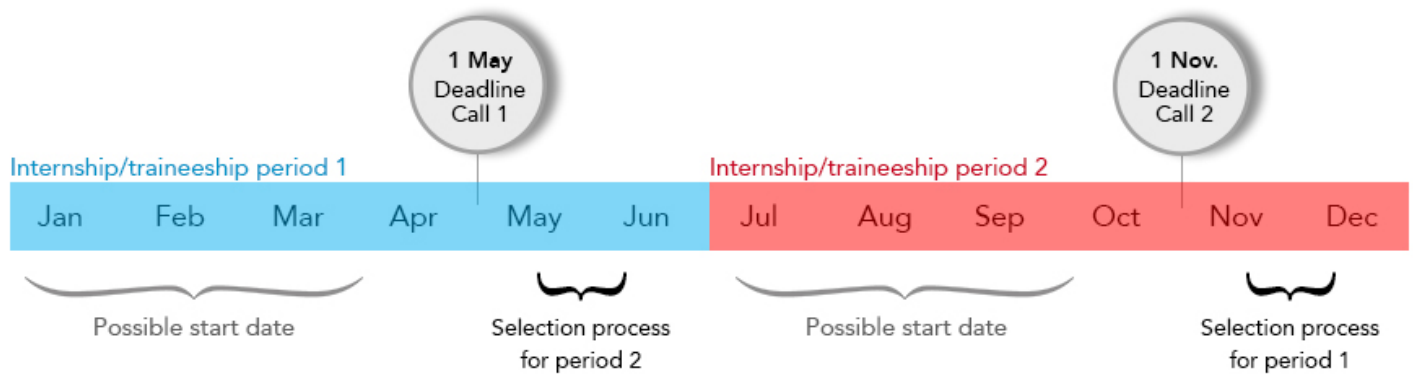 1 May
Deadline
Call 1
1 Nov.
Deadline
Call 2
Internship/traineeship period 1
Internship/traineeship period 2
Jan Feb Mar Apr May Jun Jul Aug Sep Oct Nov Dec
Possible start date
Selection process
for period 2
Possible start date
Selection process
for period 1